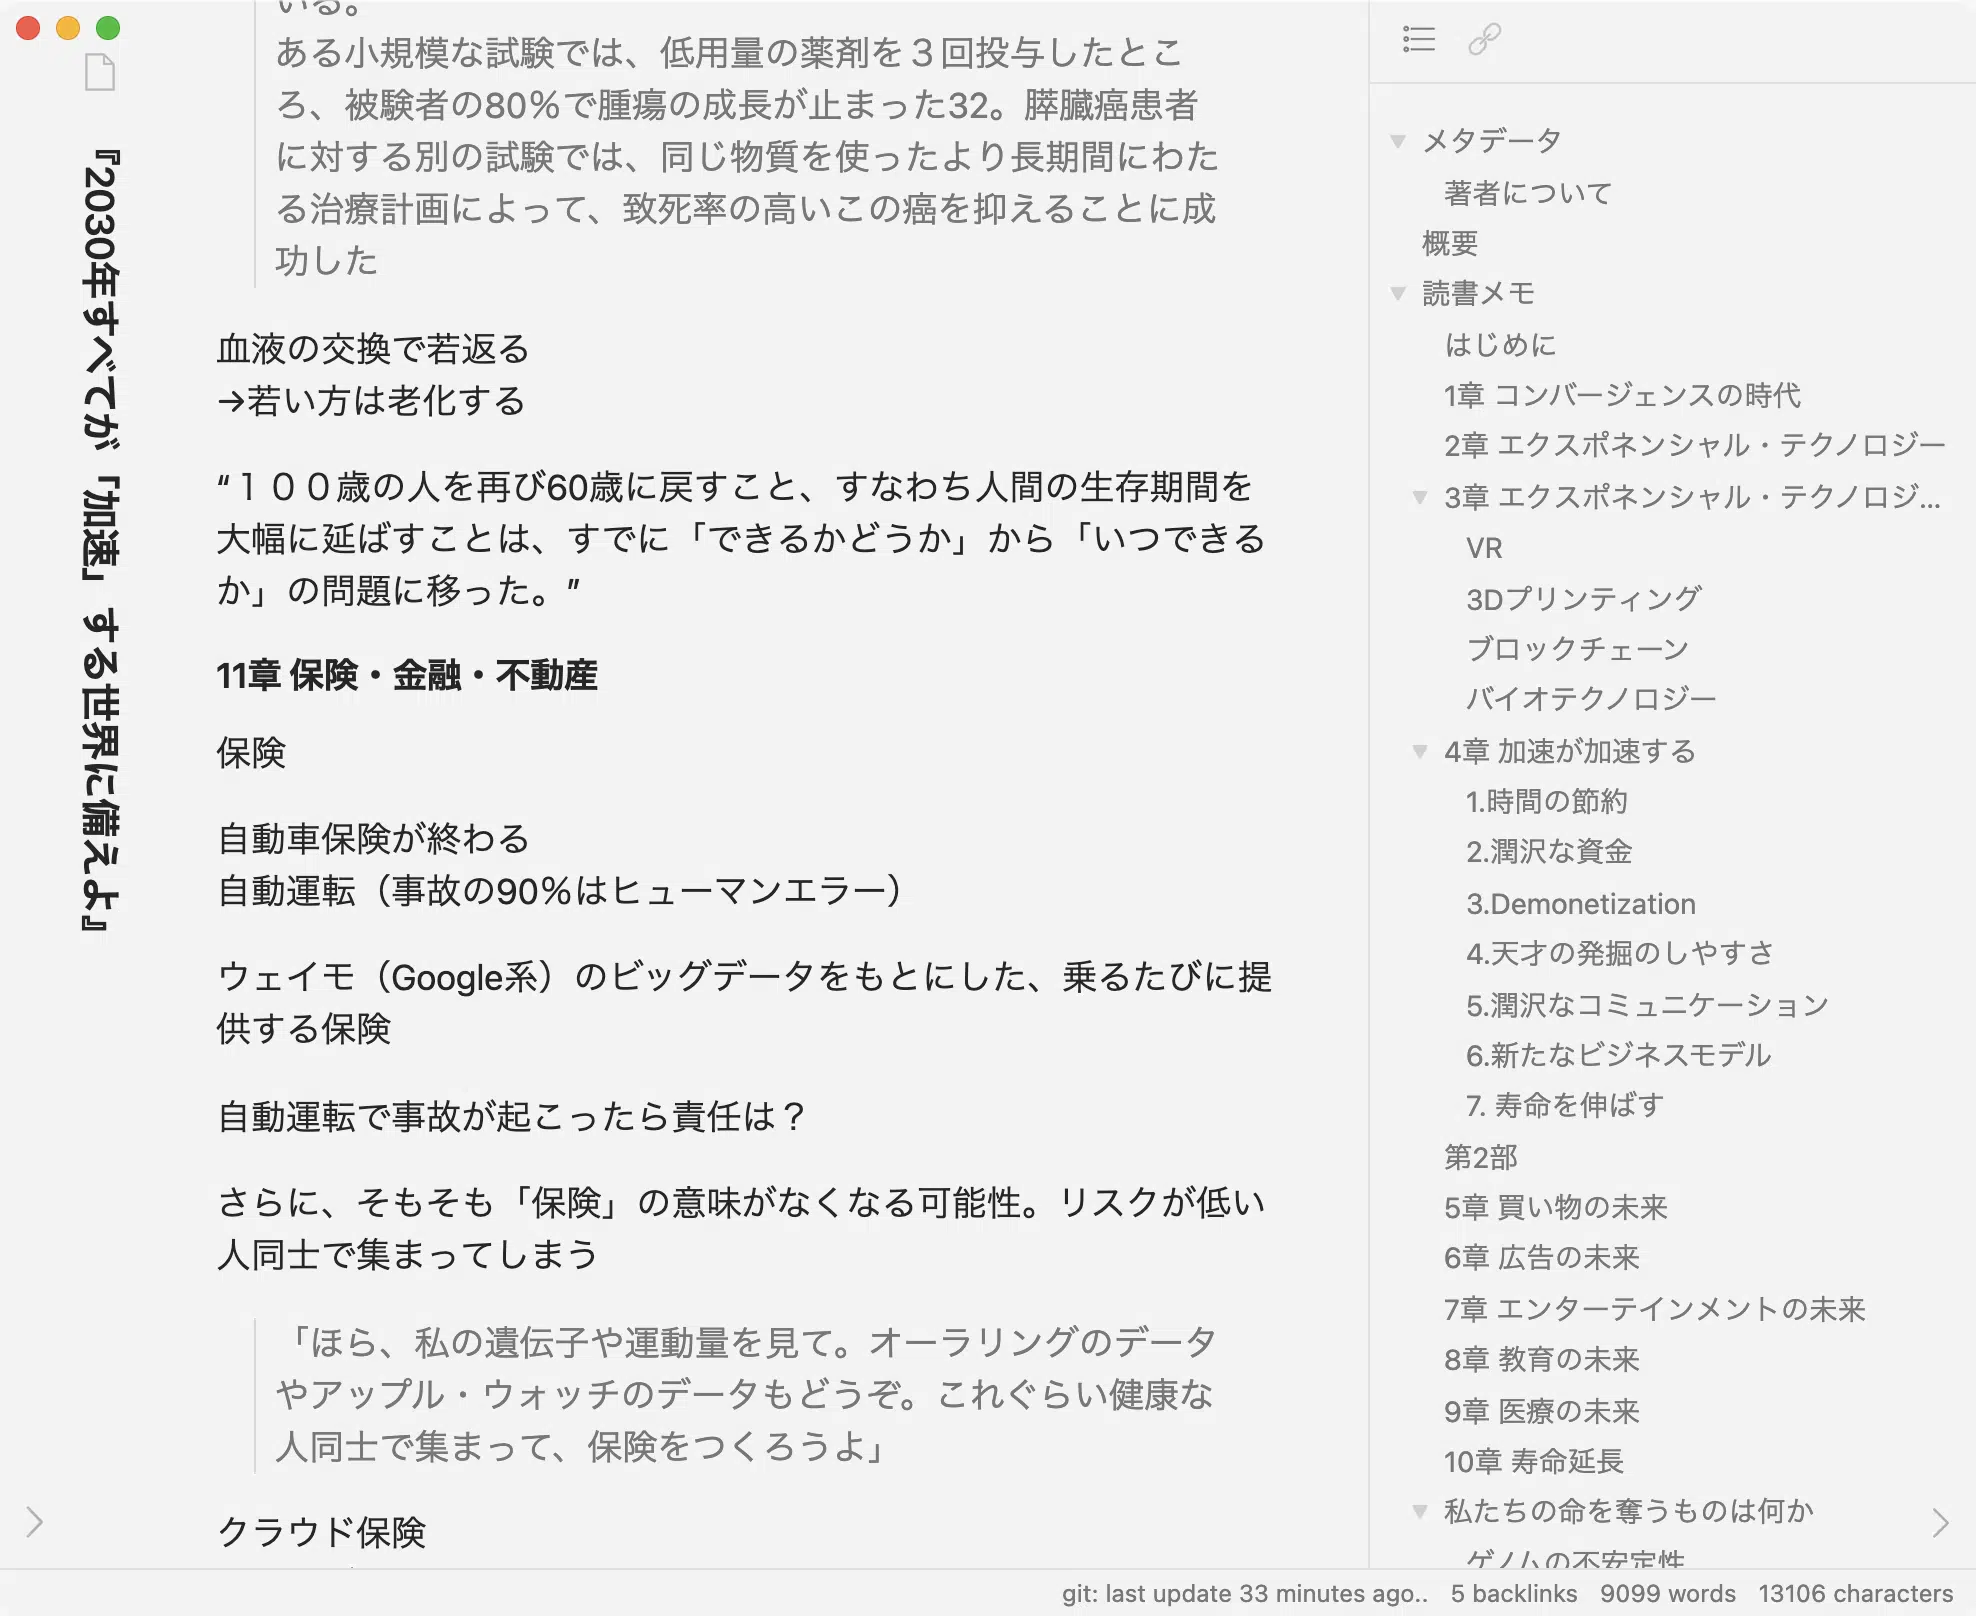 『2030年すべてが「加速」する世界に備えよ』
いる。
ある小規模な試験では、低用量の薬剤を３回投与したとこ
ろ、被験者の80％で腫瘍の成長が止まった32。膵臓癌患者
に対する別の試験では、同じ物質を使ったより長期間にわた
る治療計画によって、致死率の高いこの癌を抑えることに成
功した
血液の交換で若返る
→若い方は老化する
“１００歳の人を再び60歳に戻すこと、すなわち人間の生存期間を
大幅に延ばすことは、すでに「できるかどうか」から「いつできる
か」の問題に移った。”
11章 保険・金融・不動産
保険
自動車保険が終わる
自動運転（事故の90％はヒューマンエラー）
ウェイモ（Google系）のビッグデータをもとにした、乗るたびに提
供する保険
自動運転で事故が起こったら責任は？
さらに、そもそも「保険」の意味がなくなる可能性。リスクが低い
人同士で集まってしまう
「ほら、私の遺伝子や運動量を見て。オーラリングのデータ
やアップル・ウォッチのデータもどうぞ。これぐらい健康な
人同士で集まって、保険をつくろうよ」
クラウド保険
メタデータ
著者について
概要
読書メモ
はじめに
1章 コンバージェンスの時代
2章 エクスポネンシャル・テクノロジー
3章 エクスポネンシャル・テクノロジ...
VR
3Dプリンティング
ブロックチェーン
バイオテクノロジー
4章 加速が加速する
1.時間の節約
2.潤沢な資金
3.Demonetization
4.天才の発掘のしやすさ
5.潤沢なコミュニケーション
6.新たなビジネスモデル
7. 寿命を伸ばす
第2部
5章 買い物の未来
6章 広告の未来
7章 エンターテインメントの未来
8章 教育の未来
9章 医療の未来
10章 寿命延長
私たちの命を奪うものは何か
ゲノムの不安定性
git: last update 33 minutes ago.. 5 backlinks 9099 words 13106 characters